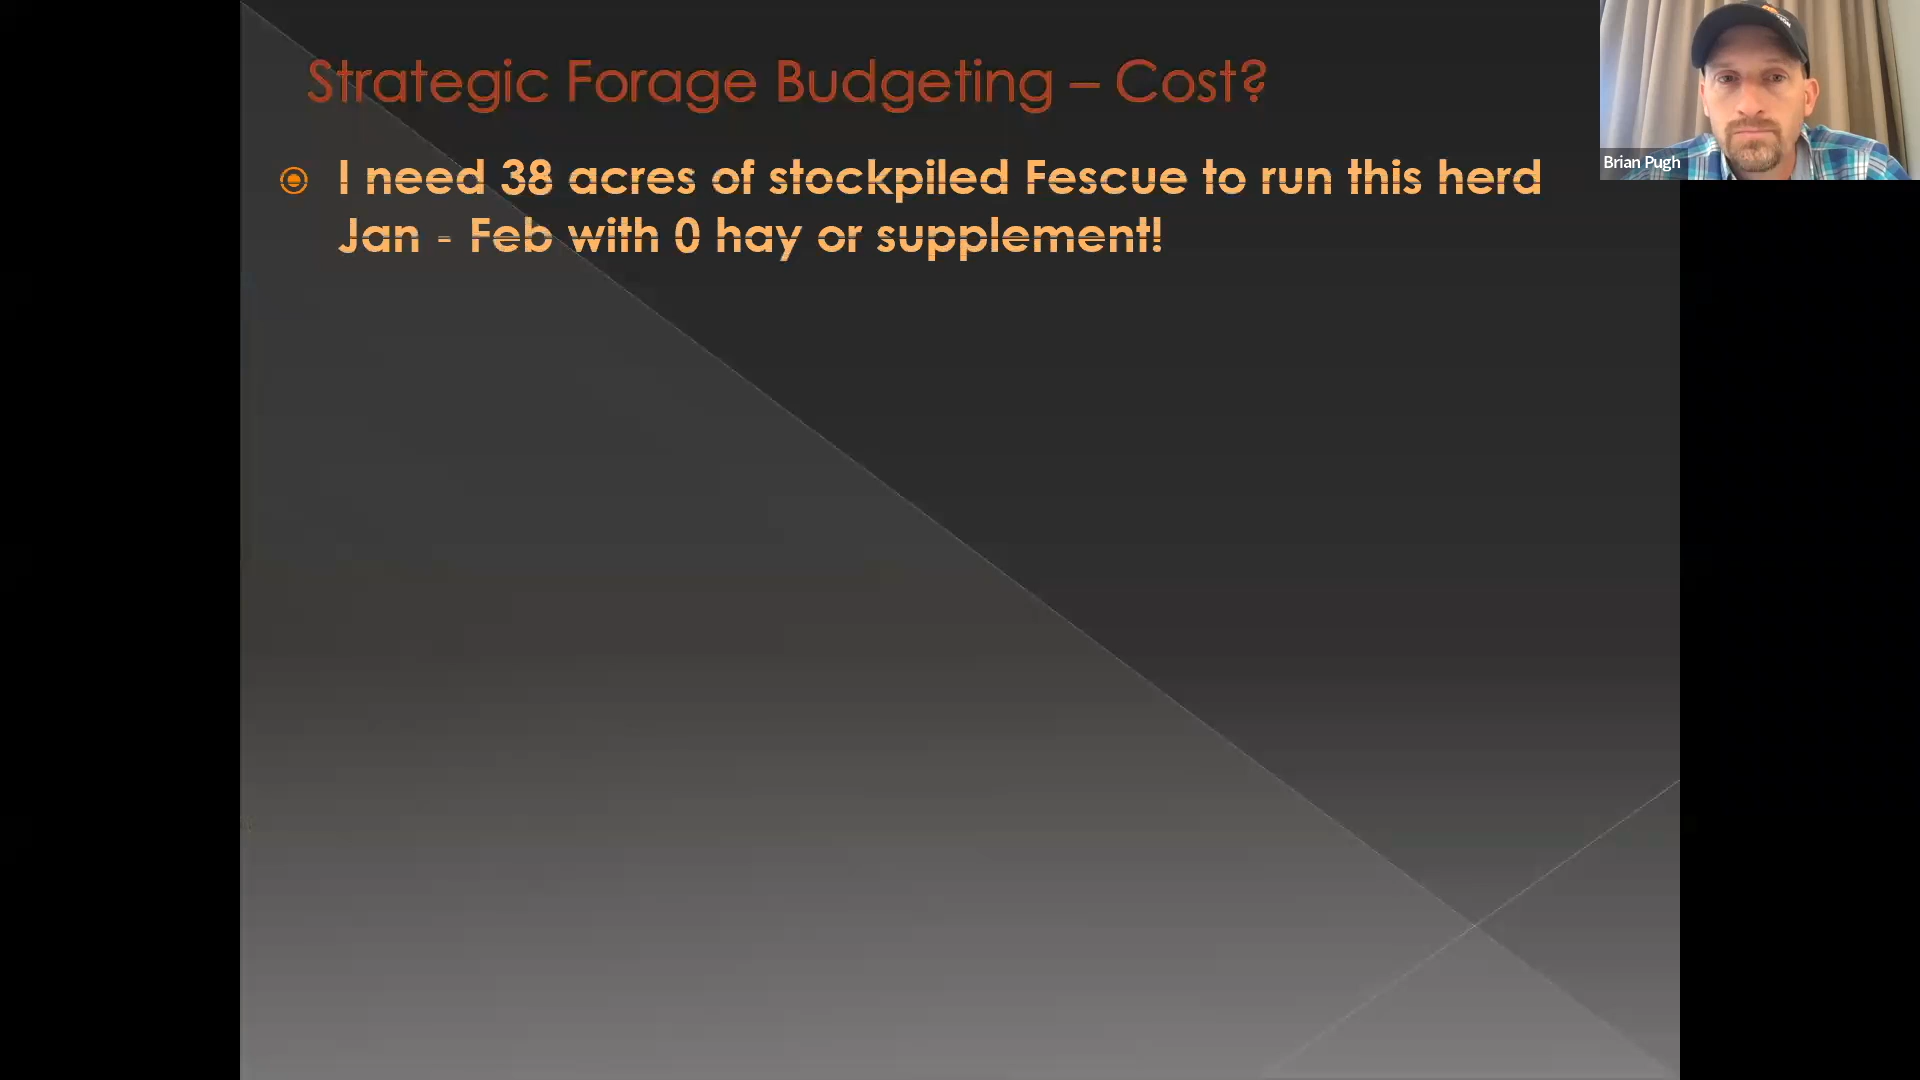 Strategic Forage Budgeting – Cost?
I need 38 acres of stockpiled Fescue to run this herd
Jan - Feb with 0 hay or supplement!
Brian Pugh